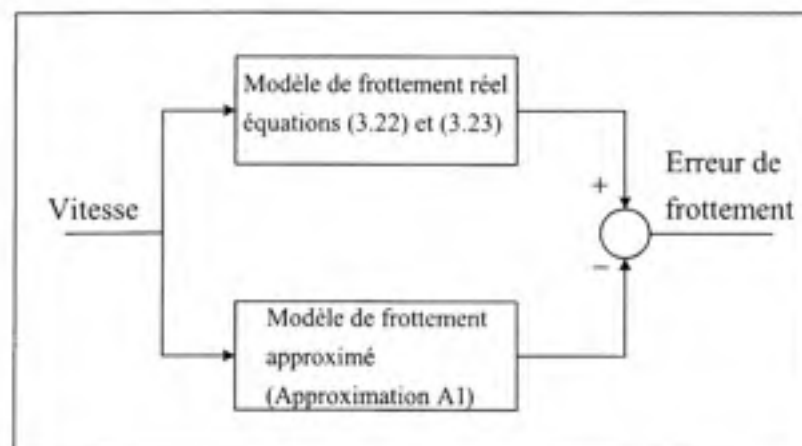 Modèle de frottement réel
équations (3.22) et (3.23)
Vitesse
+
Erreur de
frottement
−
Modèle de frottement
approximé
(Approximation A1)